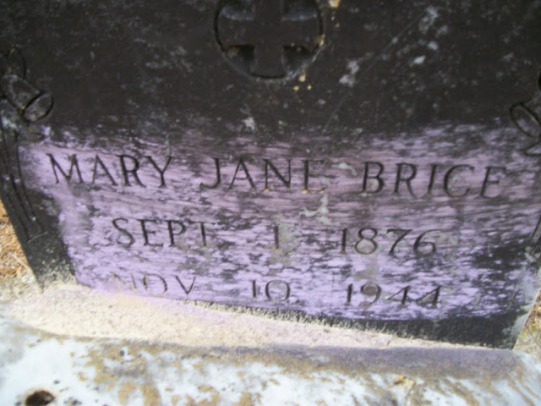 MARY JANE BRICE
SEPT. 1 1876
NOV. 10 1944